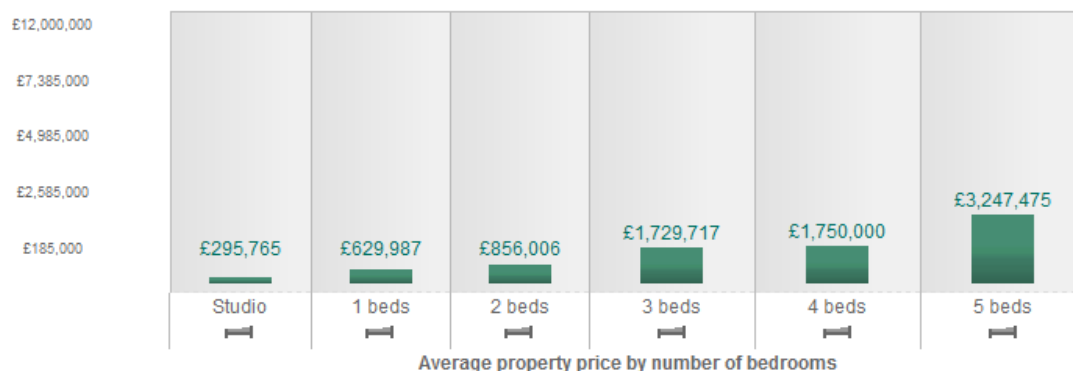 £12,000,000
£7,385,000
£4,985,000
£2,585,000
£185,000
£295,765
£629,987
£856,006
£1,729,717
£1,750,000
£3,247,475
Studio
1 beds
2 beds
3 beds
4 beds
5 beds
Average property price by number of bedrooms